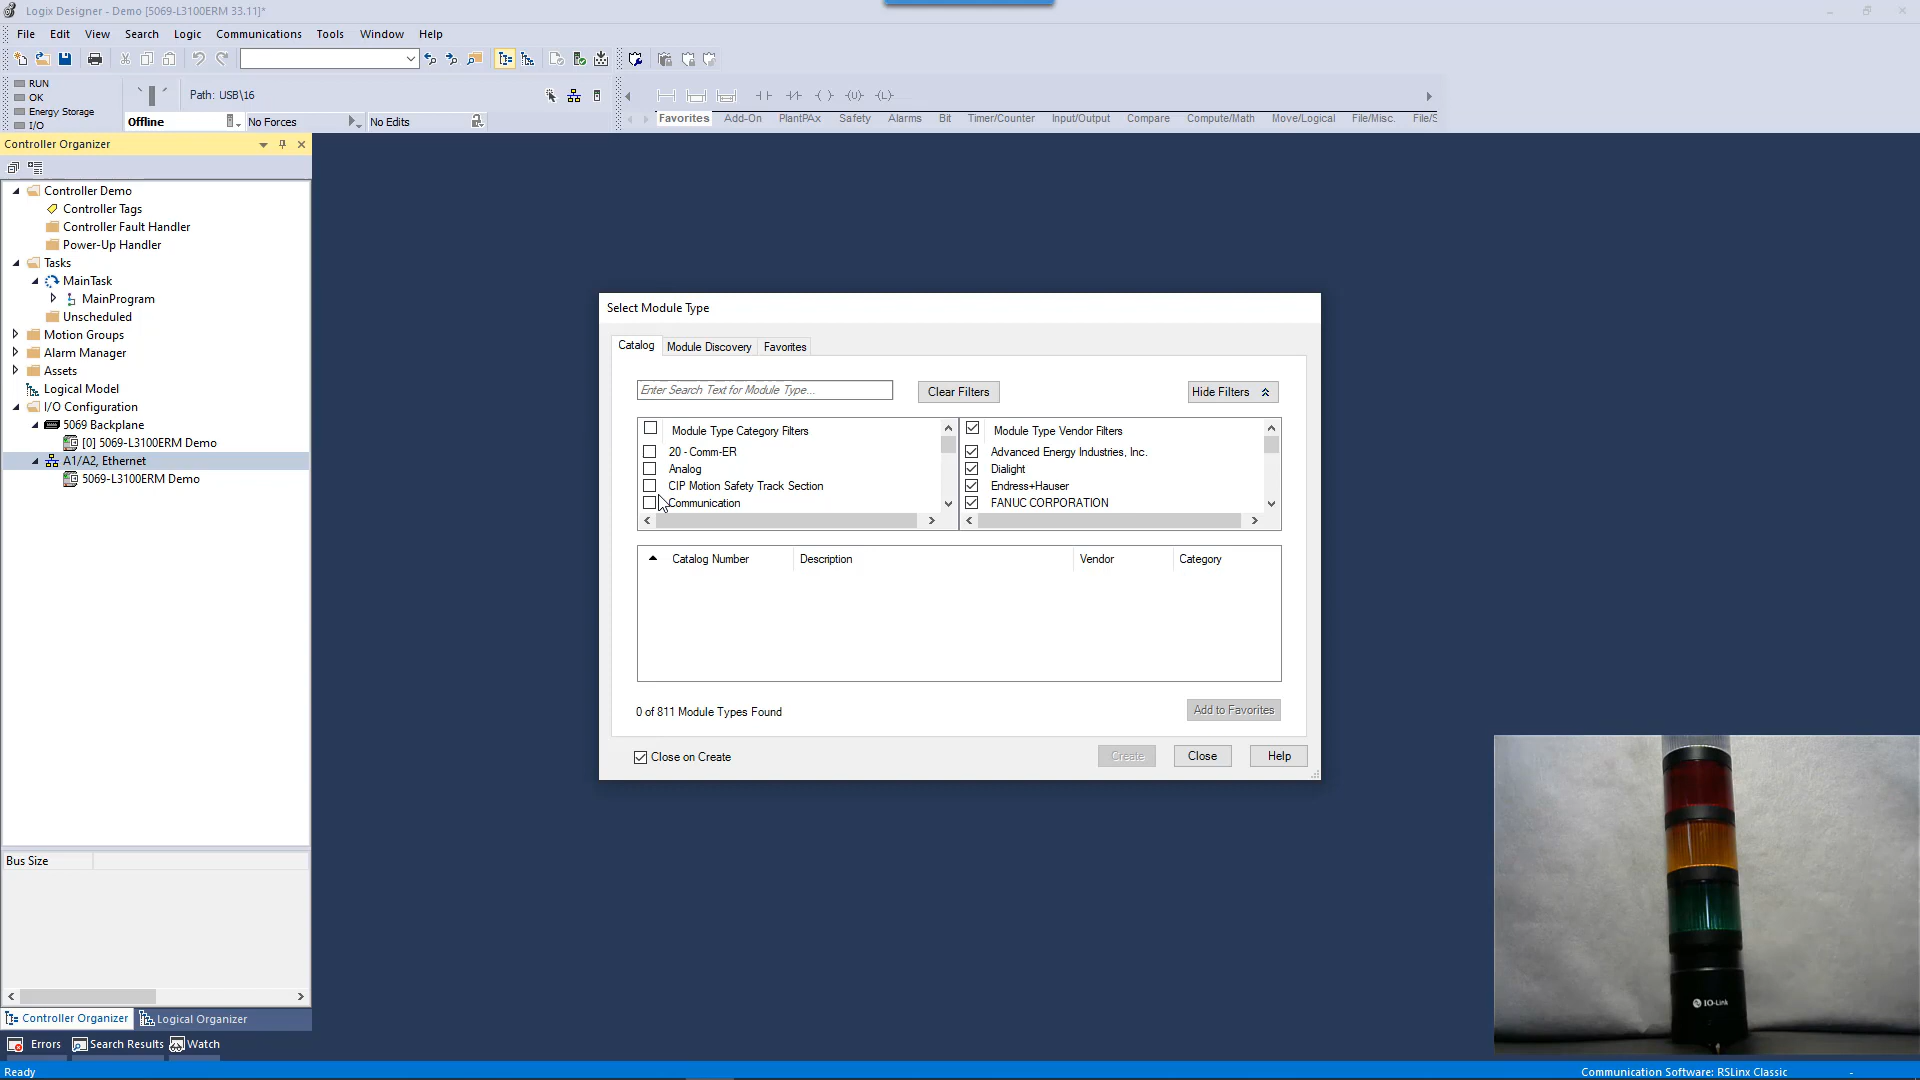 Logix Designer - Demo [5069-L3100ERM 33.11]*
File Edit View Search Logic Communications Tools Window Help
RUN
OK
Energy Storage
I/O
Path: USB\16
Offline No Forces No Edits
Favorites Add-On PlantPAx Safety Alarms Bit Timer/Counter Input/Output Compare Compute/Math Move/Logical File/Misc. File/S
Controller Organizer
Controller Demo
Controller Tags
Controller Fault Handler
Power-Up Handler
Tasks
MainTask
MainProgram
Unscheduled
Motion Groups
Alarm Manager
Assets
Logical Model
I/O Configuration
5069 Backplane
[0] 5069-L3100ERM Demo
A1/A2, Ethernet
5069-L3100ERM Demo
Bus Size
Controller Organizer Logical Organizer
Errors Search Results Watch
Ready
Select Module Type
Catalog Module Discovery Favorites
Enter Search Text for Module Type...
Clear Filters
Hide Filters
Module Type Category Filters
20 - Comm-ER
Analog
CIP Motion Safety Track Section
Communication
Module Type Vendor Filters
Advanced Energy Industries, Inc.
Dialight
Endress+Hauser
FANUC CORPORATION
Catalog Number Description Vendor Category
0 of 811 Module Types Found
Add to Favorites
Close on Create
Create Close Help
IO-Link
Communication Software: RSLinx Classic